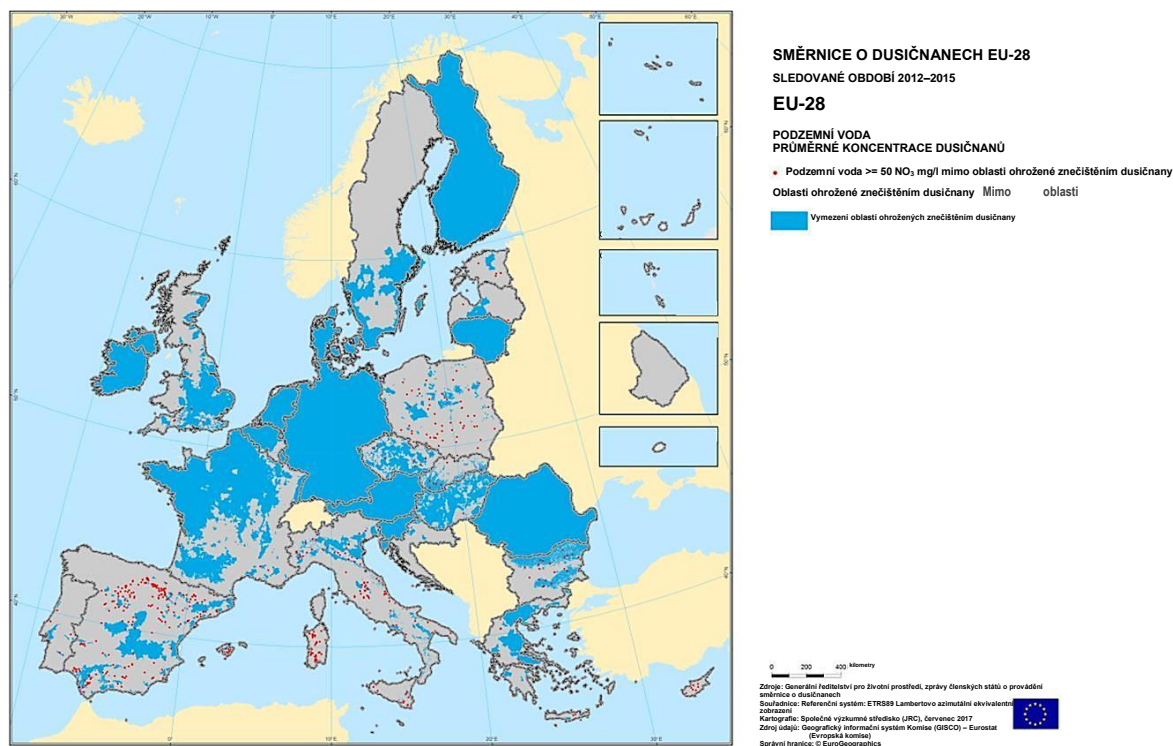 SMĚRNICE O DUSIČNANECH EU-28
SLEDOVANÉ OBDOBÍ 2012–2015
EU-28
PODZEMNÍ VODA
PRŮMĚRNÉ KONCENTRACE DUSIČNANŮ
Podzemní voda >= 50 NO₃ mg/l mimo oblasti ohrožené znečištěním dusičnany
Oblasti ohrožené znečištěním dusičnany Mimo oblasti
Vymezení oblastí ohrožených znečištěním dusičnany
0 200 400 kilometry
Zdroje: Generální ředitelství pro životní prostředí, zprávy členských států o provádění
směrnice o dusičnanech
Souřadnice: Referenční systém: ETRS89 Lambertovo azimutální ekvivalentní
zobrazení
Kartografie: Společné výzkumné středisko (JRC), červenec 2017
Zdroj údajů: Geografický informační systém Komise (GISCO) – Eurostat
(Evropská komise)
Správní hranice: © EuroGeographics